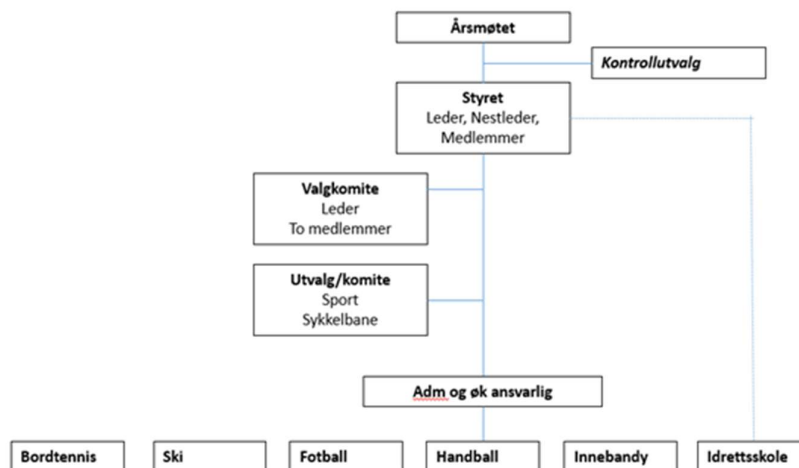 Årsmøtet
Kontrollutvalg
Styret
Leder, Nestleder,
Medlemmer
Valgkomite
Leder
To medlemmer
Utvalg/komite
Sport
Sykkelbane
Adm og øk ansvarlig
Bordtennis
Ski
Fotball
Handball
Innebandy
Idrettsskole